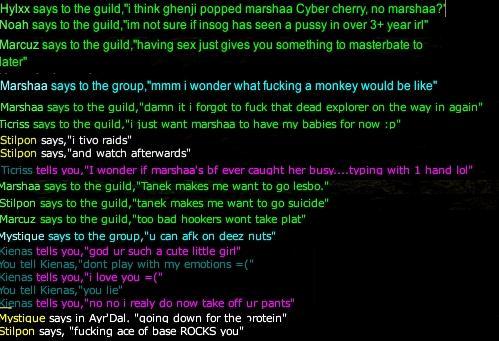 Hylxx says to the guild,"i think ghenji popped marshaa Cyber cherry, no marshaa?"
Noah says to the guild,"im not sure if insog has seen a pussy in over 3+ year irl"
Marcuz says to the guild,"having sex just gives you something to masterbate to
later"
Marshaa says to the group,"mmm i wonder what fucking a monkey would be like"
Marshaa says to the guild,"damn it i forgot to fuck that dead explorer on the way in again"
Ticriss says to the guild,"i just want marshaa to have my babies for now :p"
Stilpon says,"i tivo raids"
Stilpon says,"and watch afterwards"
Ticriss tells you,"I wonder if marshaa's bf ever caught her busy....typing with 1 hand lol"
Marshaa says to the guild,"Tanek makes me want to go lesbo."
Stilpon says to the guild,"tanek makes me want to go suicide"
Marcuz says to the guild,"too bad hookers wont take plat"
Mystique says to the group,"u can afk on deez nuts"
Kienas tells you,"god ur such a cute little girl"
You tell Kienas,"dont play with my emotions =("
Kienas tells you,"i love you =("
You tell Kienas,"you lie"
Kienas tells you,"no no i realy do now take off ur pants"
Mystique says in Ayr'Dal, "going down for the protein"
Stilpon says, "fucking ace of base ROCKS you"